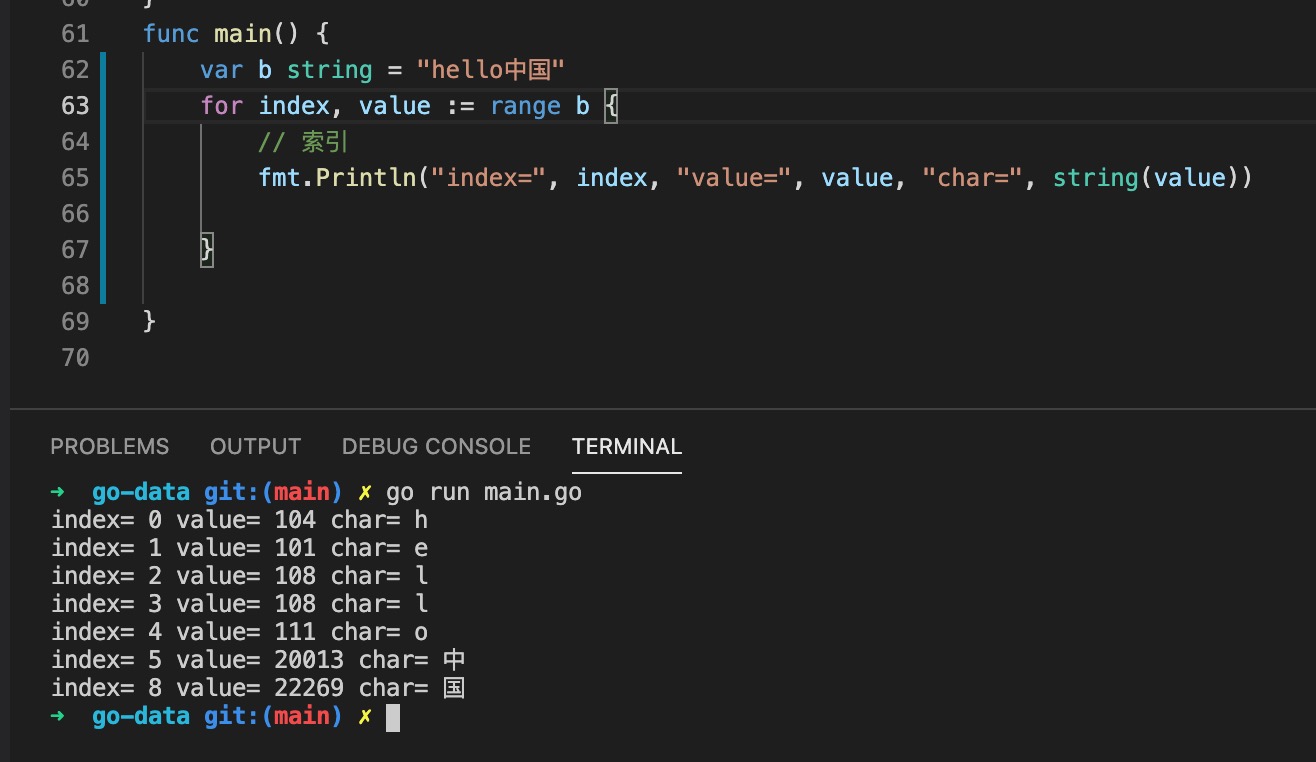 60 }
61 func main() {
62 var b string = "hello中国"
63 for index, value := range b {
64 // 索引
65 fmt.Println("index=", index, "value=", value, "char=", string(value))
66
67 }
68
69 }
70
PROBLEMS OUTPUT DEBUG CONSOLE TERMINAL
➜ go-data git:(main) ✗ go run main.go
index= 0 value= 104 char= h
index= 1 value= 101 char= e
index= 2 value= 108 char= l
index= 3 value= 108 char= l
index= 4 value= 111 char= o
index= 5 value= 20013 char= 中
index= 8 value= 22269 char= 国
➜ go-data git:(main) ✗